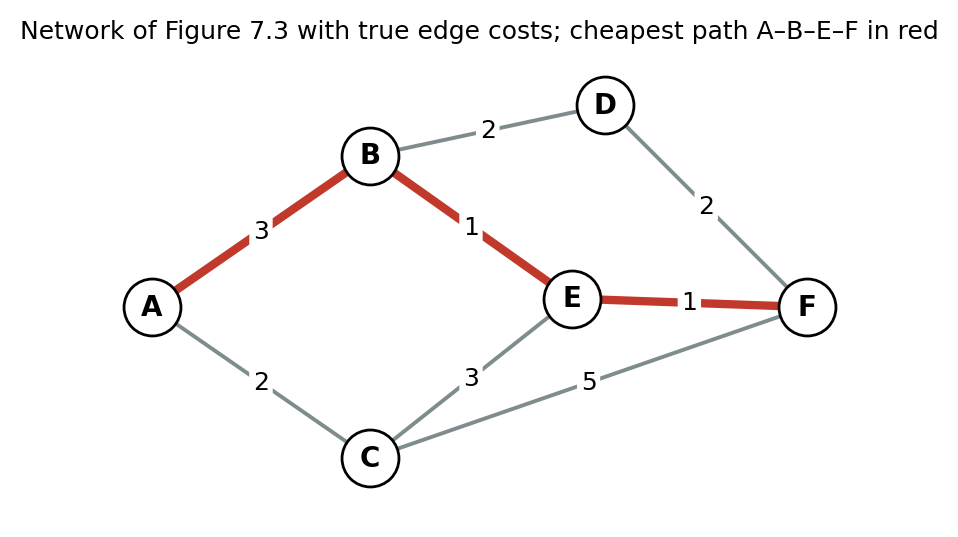 Network of Figure 7.3 with true edge costs; cheapest path A–B–E–F in red
D
2
B
2
3
1
E
1
A
F
2
3
5
C